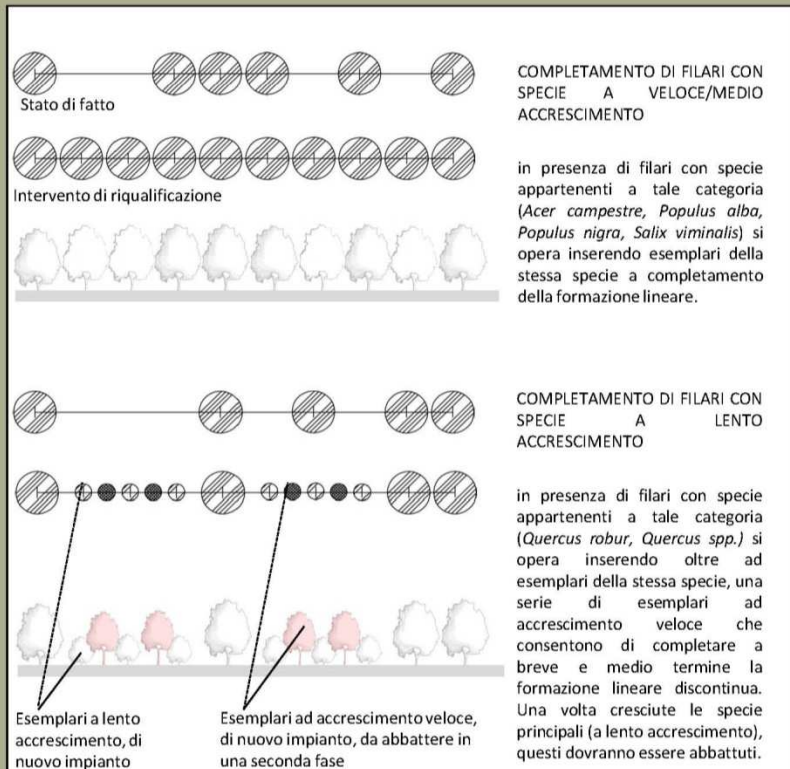 Stato di fatto
Intervento di riqualificazione
COMPLETAMENTO DI FILARI CON
SPECIE A VELOCE/MEDIO
ACCRESCIMENTO
in presenza di filari con specie
appartenenti a tale categoria
(Acer campestre, Populus alba,
Populus nigra, Salix viminalis) si
opera inserendo esemplari della
stessa specie a completamento
della formazione lineare.
COMPLETAMENTO DI FILARI CON
SPECIE A LENTO
ACCRESCIMENTO
in presenza di filari con specie
appartenenti a tale categoria
(Quercus robur, Quercus spp.) si
opera inserendo oltre ad
esemplari della stessa specie, una
serie di esemplari ad
accrescimento veloce che
consentono di completare a
breve e medio termine la
formazione lineare discontinua.
Una volta cresciute le specie
principali (a lento accrescimento),
questi dovranno essere abbattuti.
Esemplari a lento
accrescimento, di
nuovo impianto
Esemplari ad accrescimento veloce,
di nuovo impianto, da abbattere in
una seconda fase